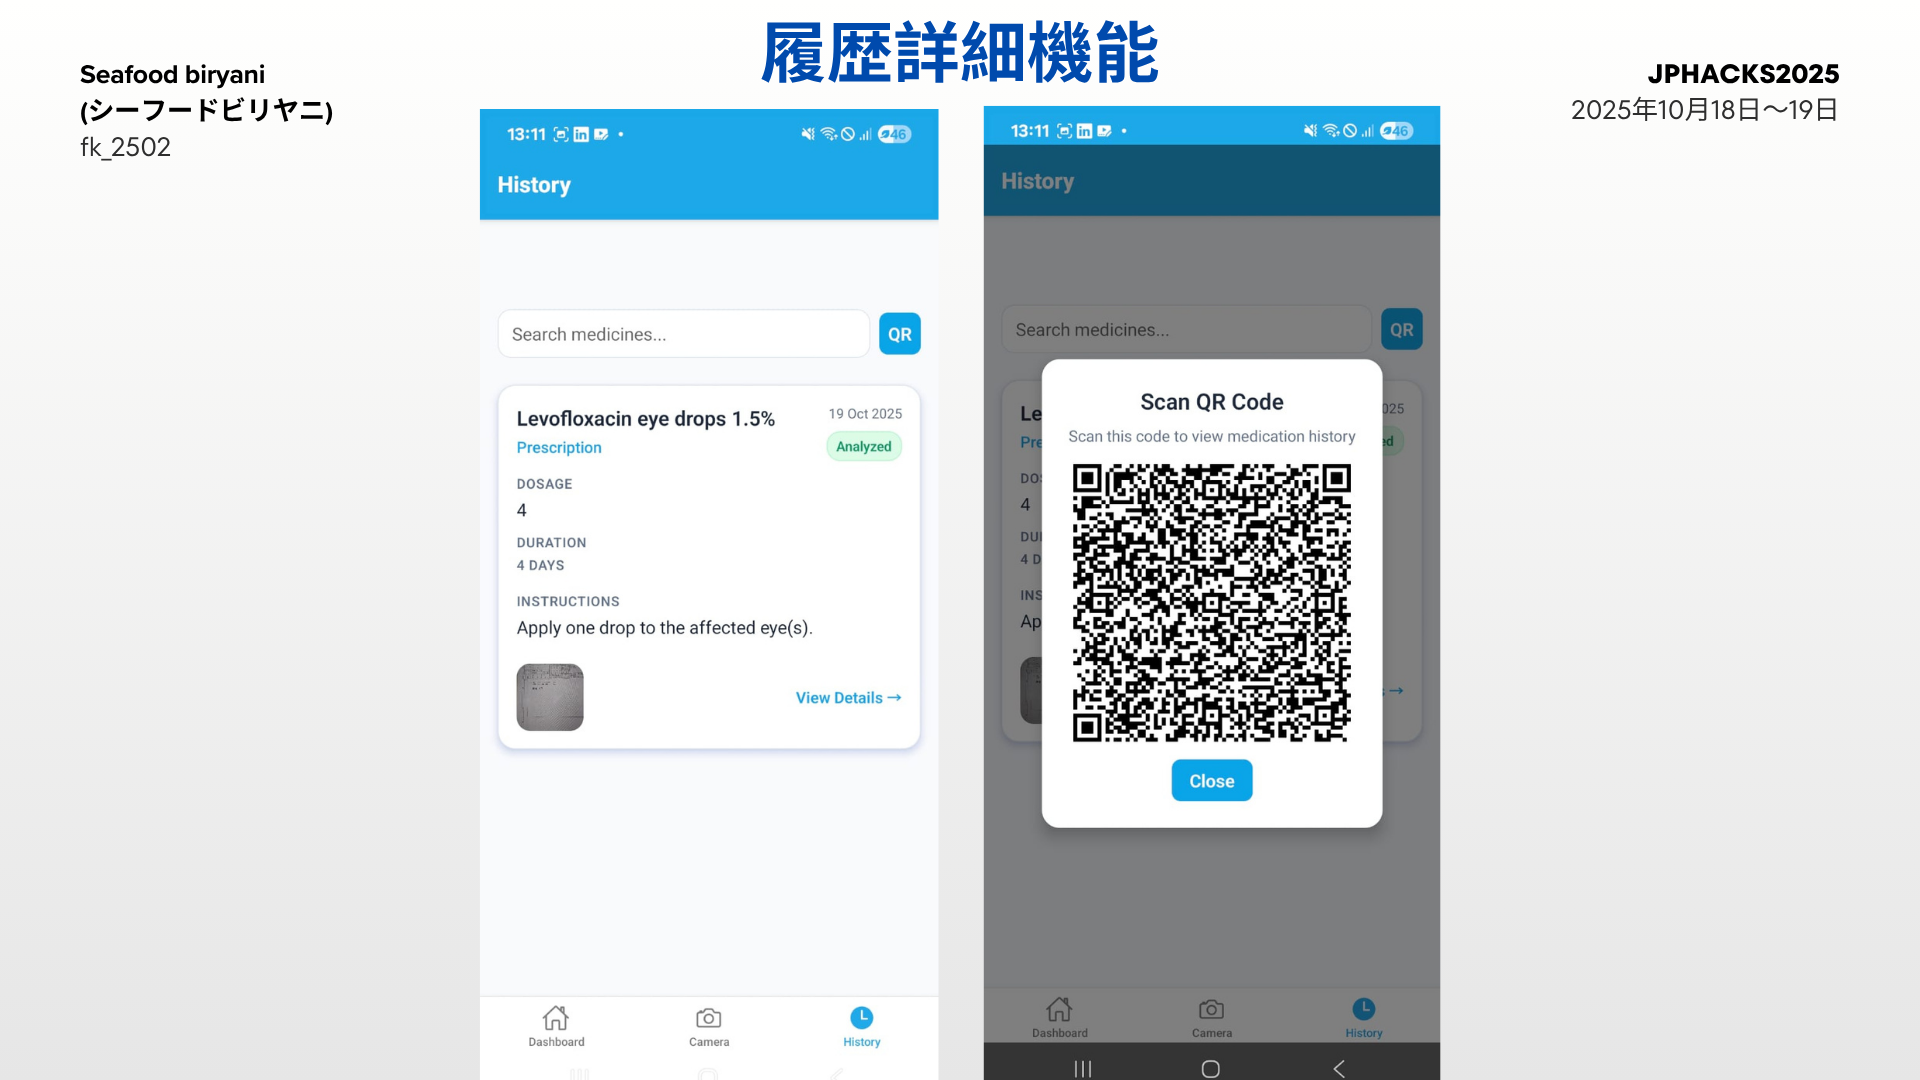 履歴詳細機能
Seafood biryani
(シーフードビリヤニ)
fk_2502
JPHACKS2025
2025年10月18日〜19日
13:11
46
History
Search medicines...
QR
Levofloxacin eye drops 1.5%
19 Oct 2025
Prescription
Analyzed
DOSAGE
4
DURATION
4 DAYS
INSTRUCTIONS
Apply one drop to the affected eye(s).
View Details →
Dashboard
Camera
History
13:11
46
History
Search medicines...
QR
Le
025
Pre
ed
DO
4
DU
4 D
INS
Ap
Scan QR Code
Scan this code to view medication history
Close
Dashboard
Camera
History